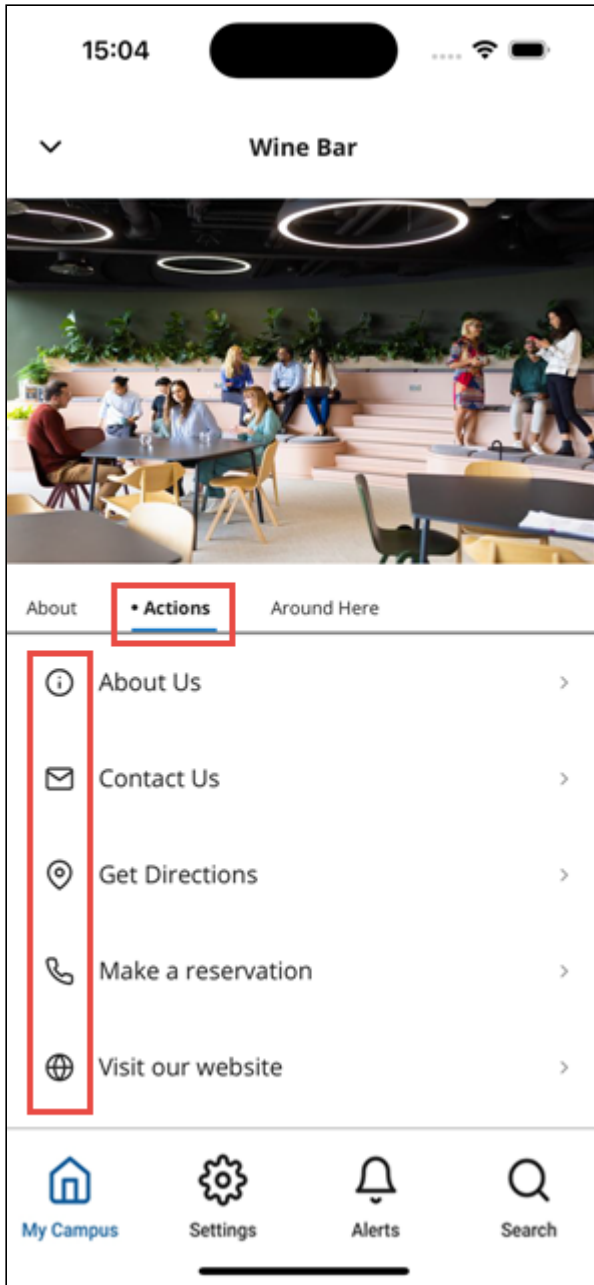 15:04
Wine Bar
About • Actions Around Here
About Us
Contact Us
Get Directions
Make a reservation
Visit our website
My Campus Settings Alerts Search